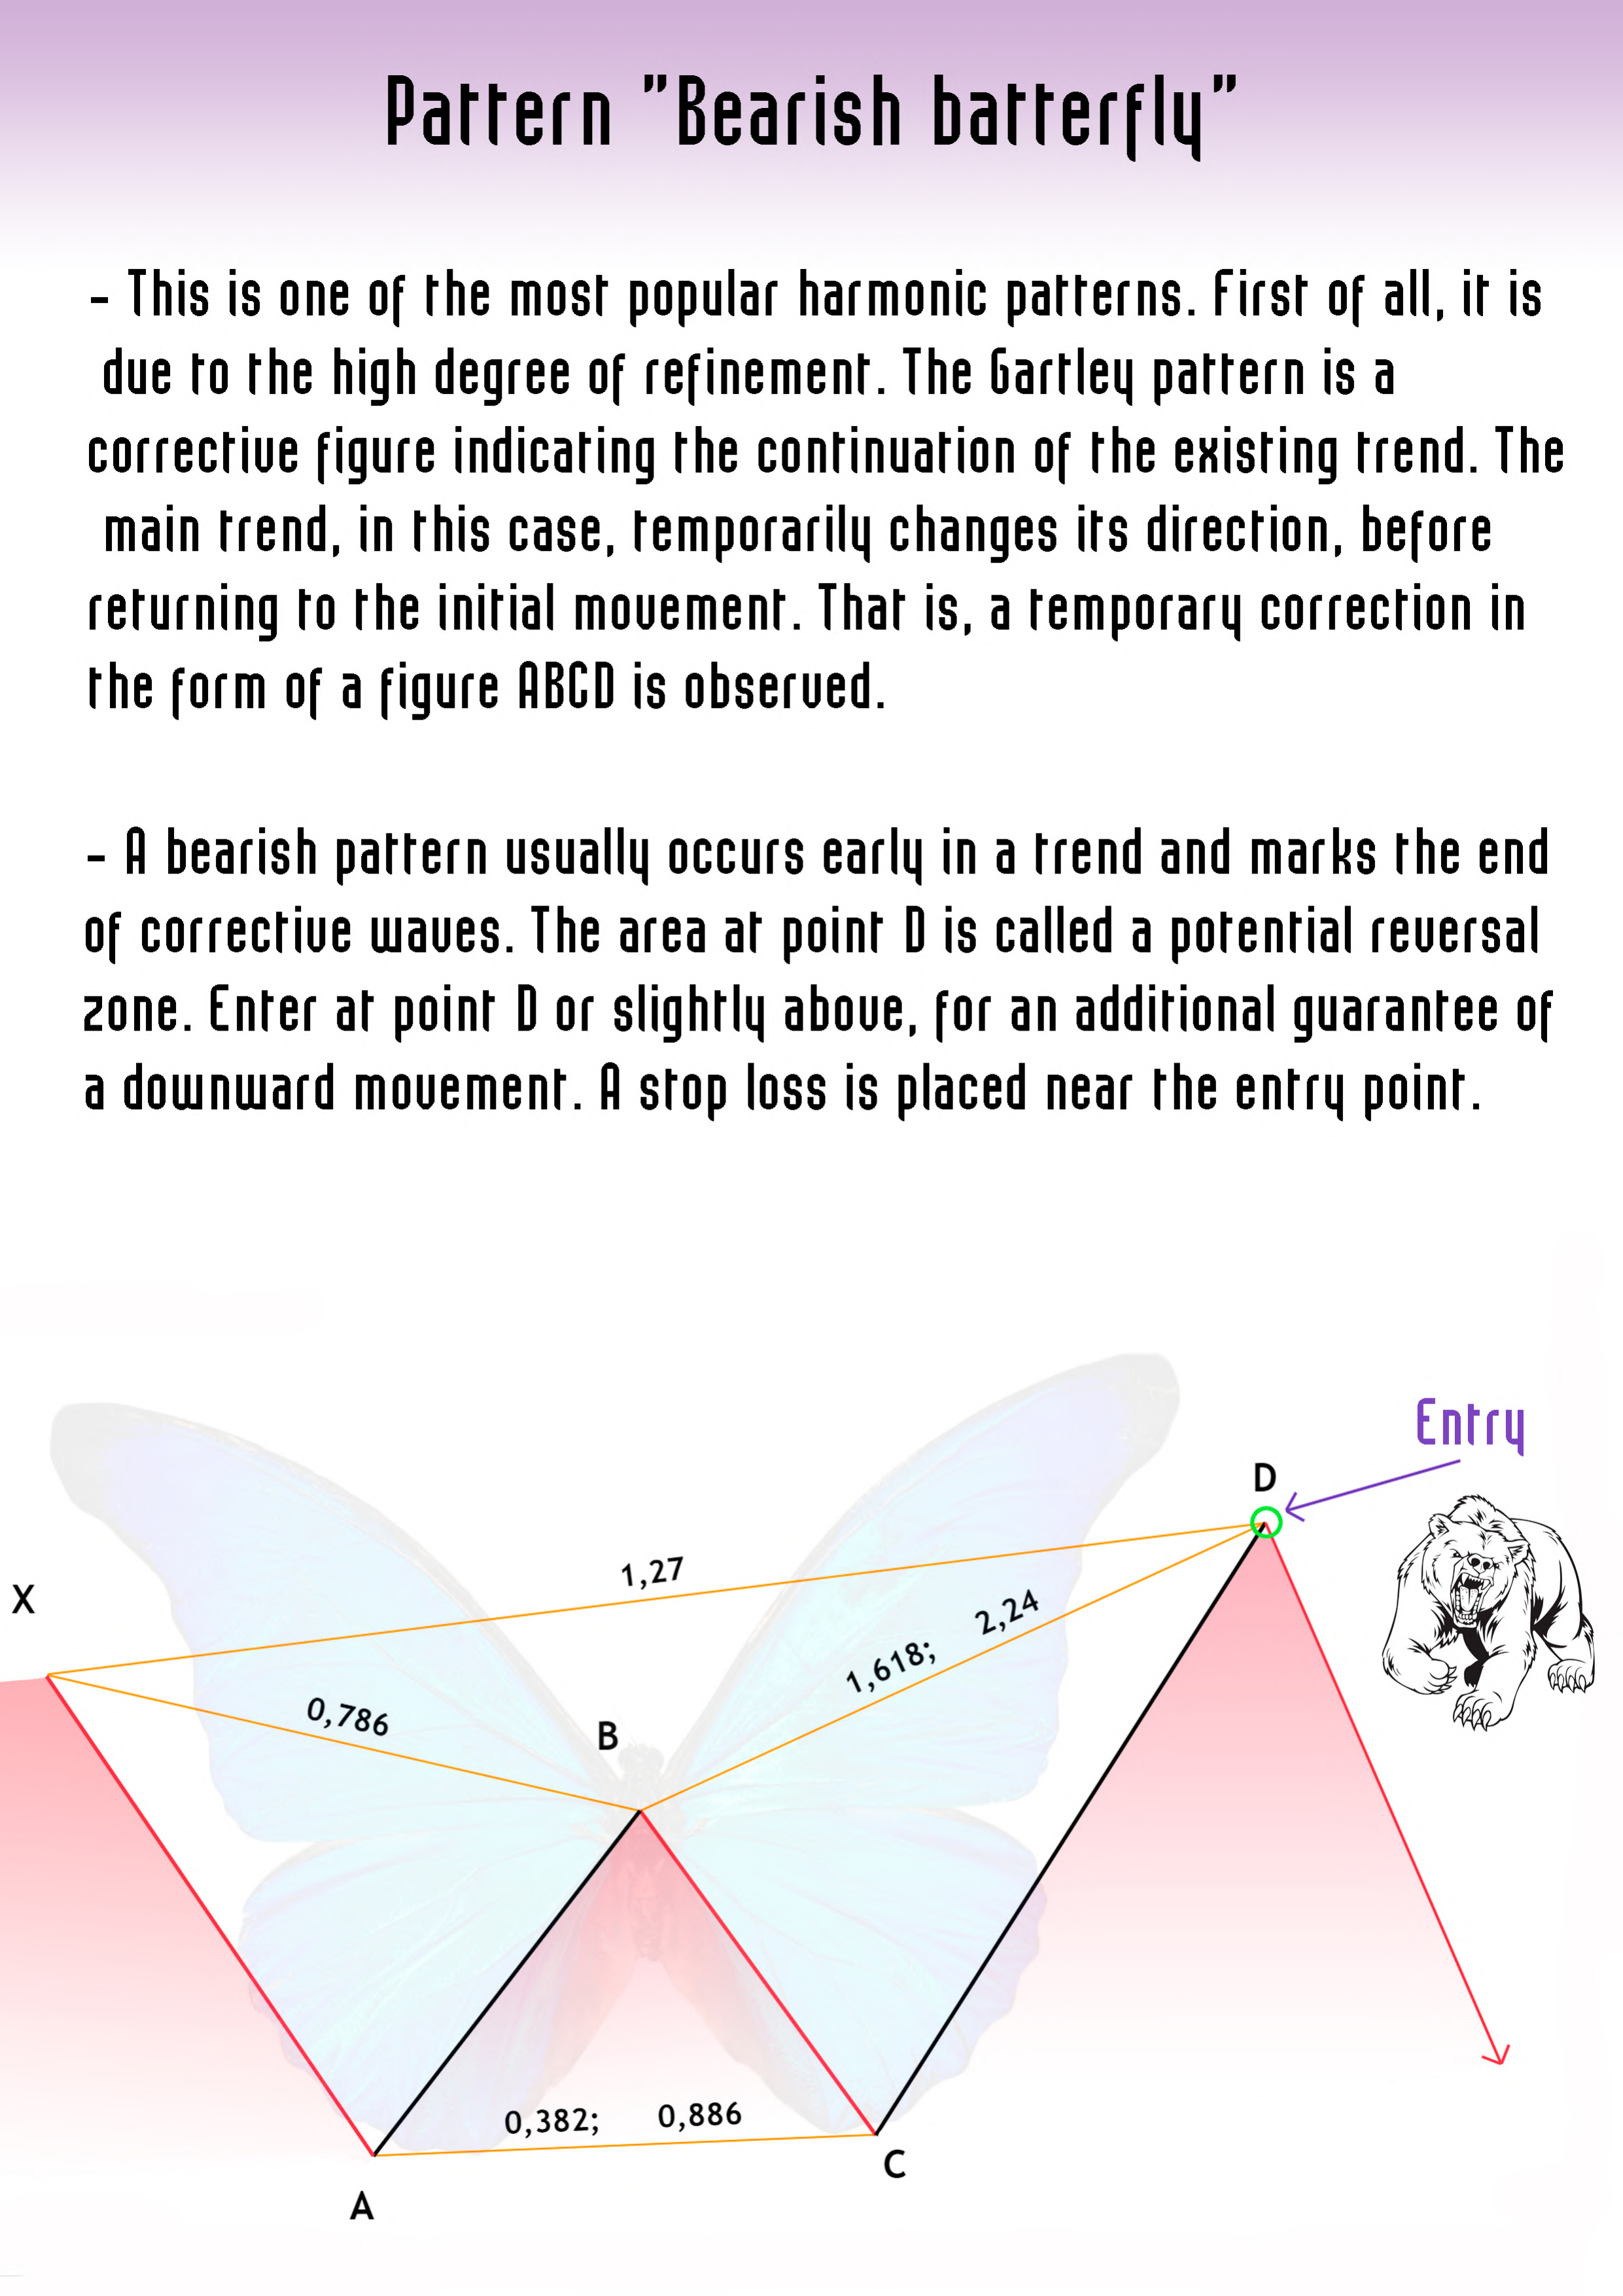 Pattern "Bearish batterfly"
- This is one of the most popular harmonic patterns. First of all, it is
due to the high degree of refinement. The Gartley pattern is a
corrective figure indicating the continuation of the existing trend. The
main trend, in this case, temporarily changes its direction, before
returning to the initial movement. That is, a temporary correction in
the form of a figure ABCD is observed.
- A bearish pattern usually occurs early in a trend and marks the end
of corrective waves. The area at point D is called a potential reversal
zone. Enter at point D or slightly above, for an additional guarantee of
a downward movement. A stop loss is placed near the entry point.
Entry
D
1,27
X
1,618; 2,24
0,786
B
0,382; 0,886
C
A